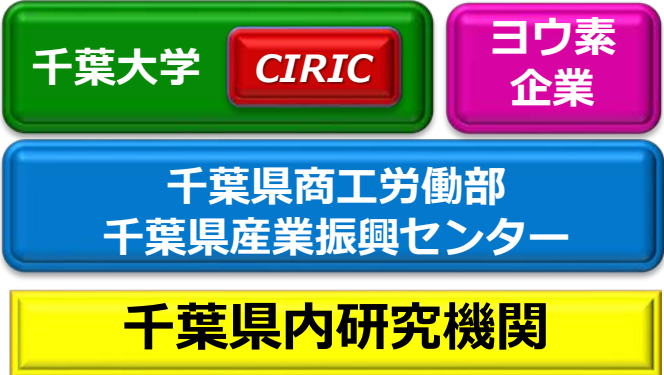 千葉大学 CIRIC
ヨウ素
企業
千葉県商工労働部
千葉県産業振興センター
千葉県内研究機関